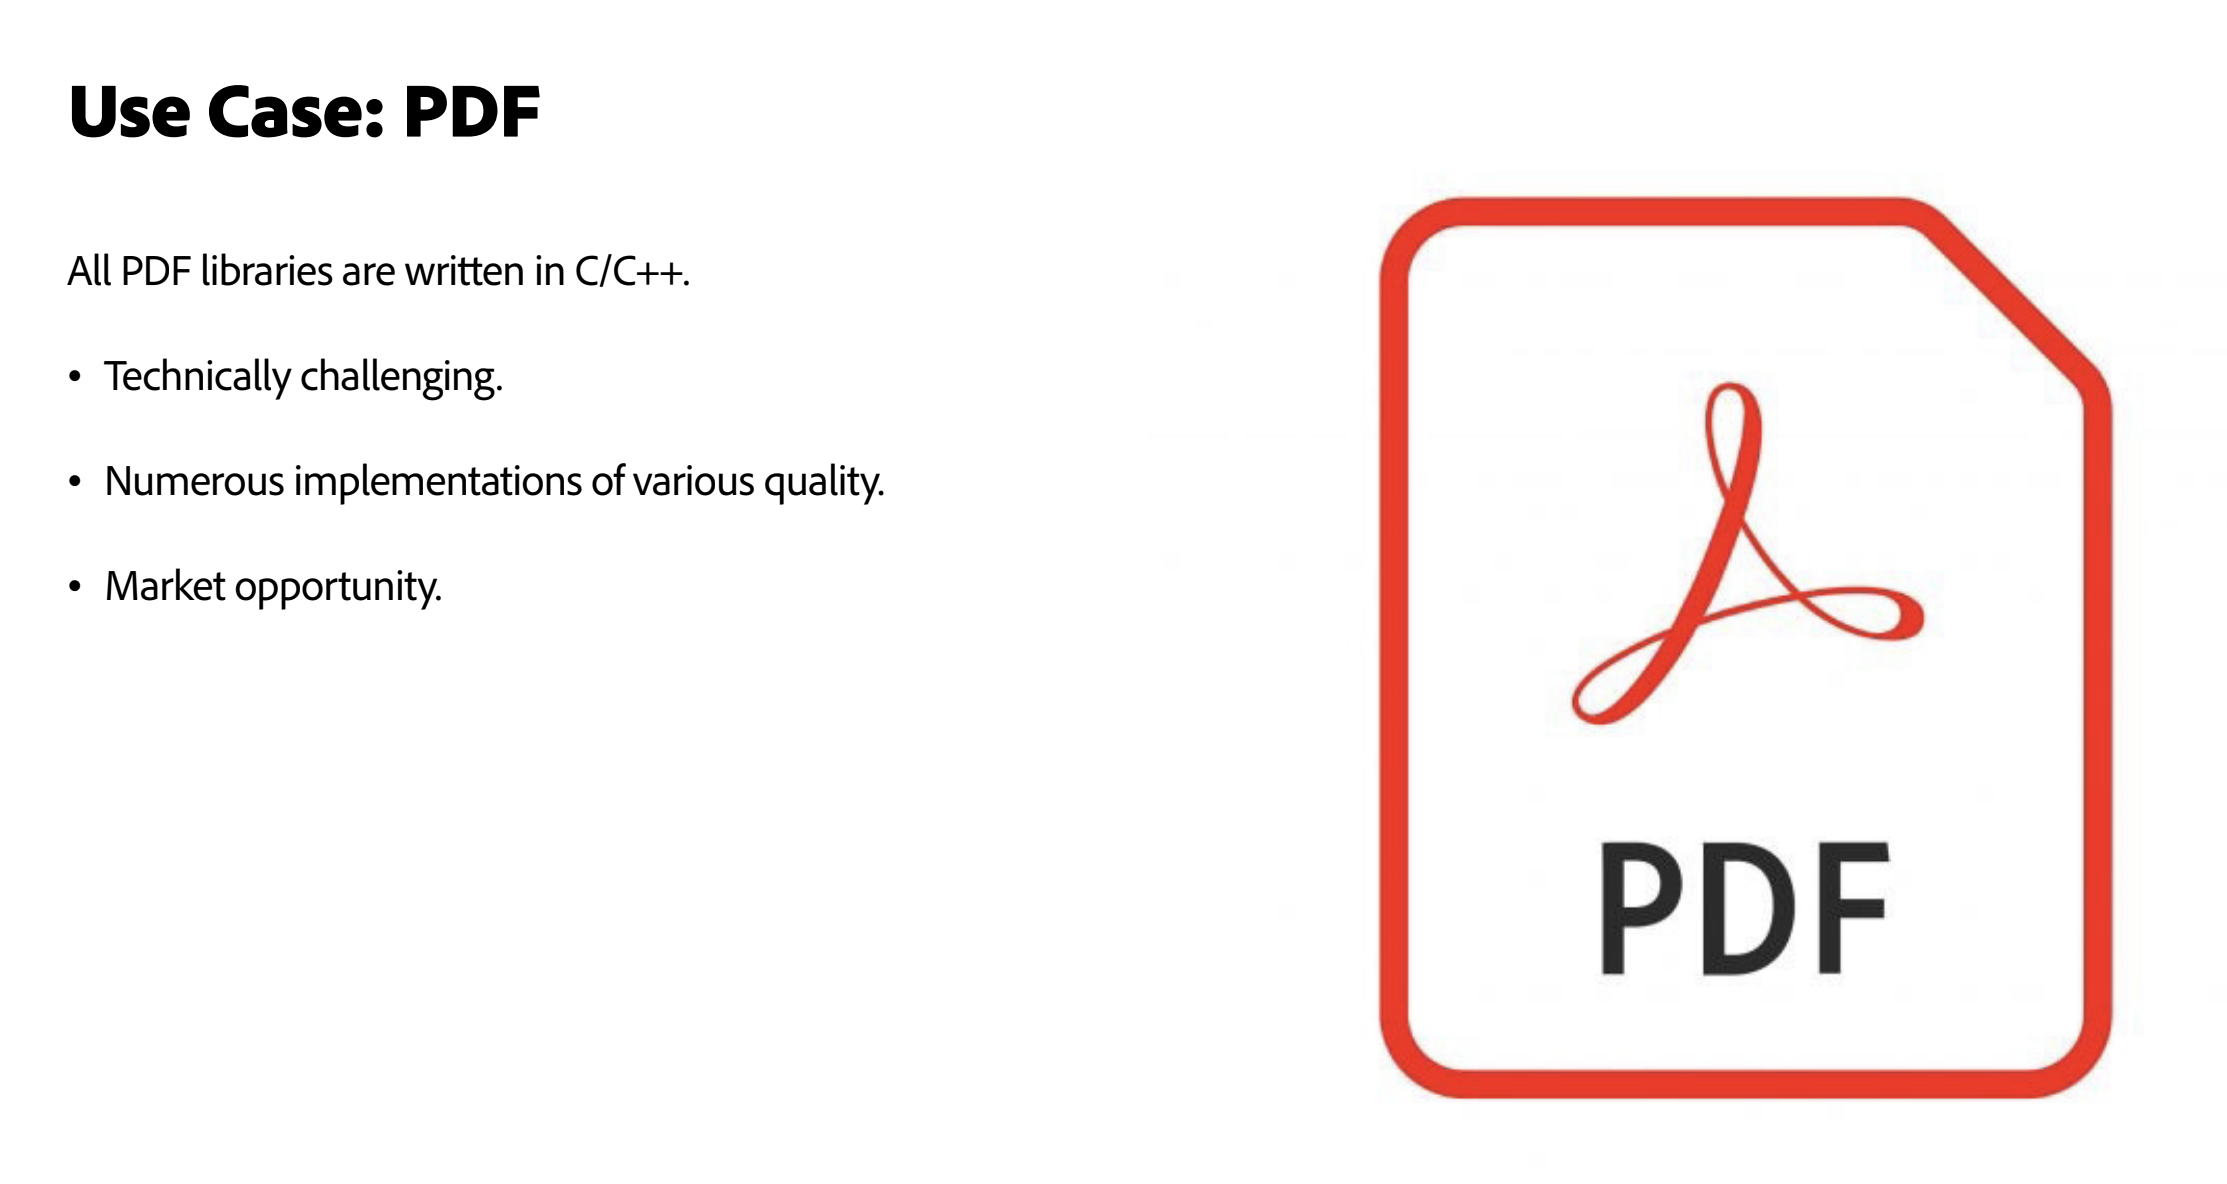 Use Case: PDF
All PDF libraries are written in C/C++.
• Technically challenging.
• Numerous implementations of various quality.
• Market opportunity.
PDF